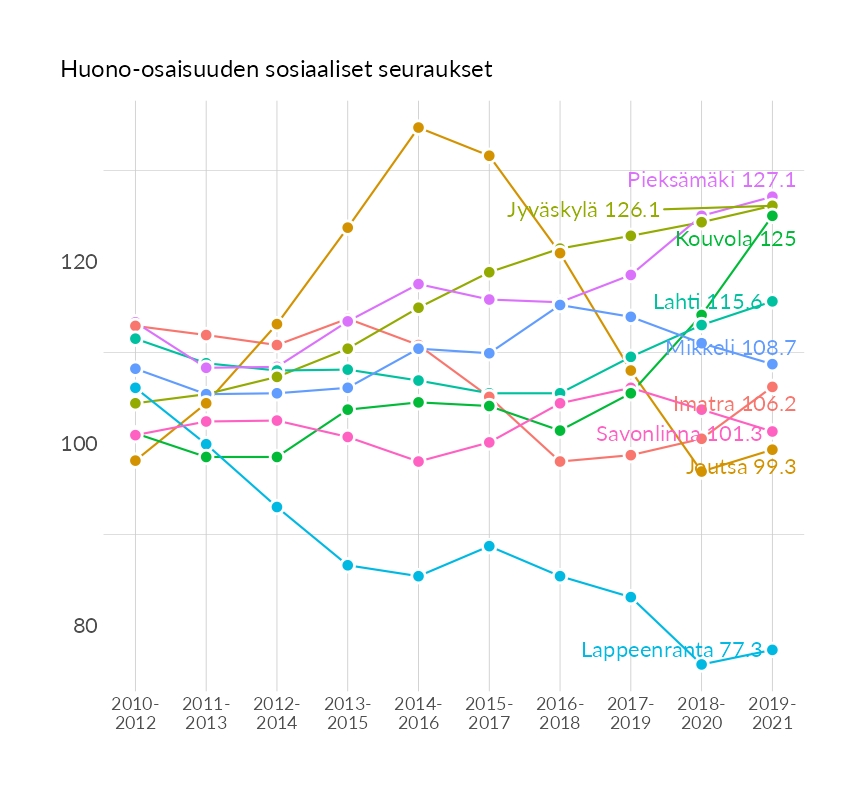 Huono-osaisuuden sosiaaliset seuraukset
Pieksämäki 127.1
Jyväskylä 126.1
Kouvola 125
120
Lahti 115.6
Mikkeli 108.7
Imatra 106.2
Savonlinna 101.3
100
Joutsa 99.3
80
Lappeenranta 77.3
2010- 2011- 2012- 2013- 2014- 2015- 2016- 2017- 2018- 2019-
2012 2013 2014 2015 2016 2017 2018 2019 2020 2021